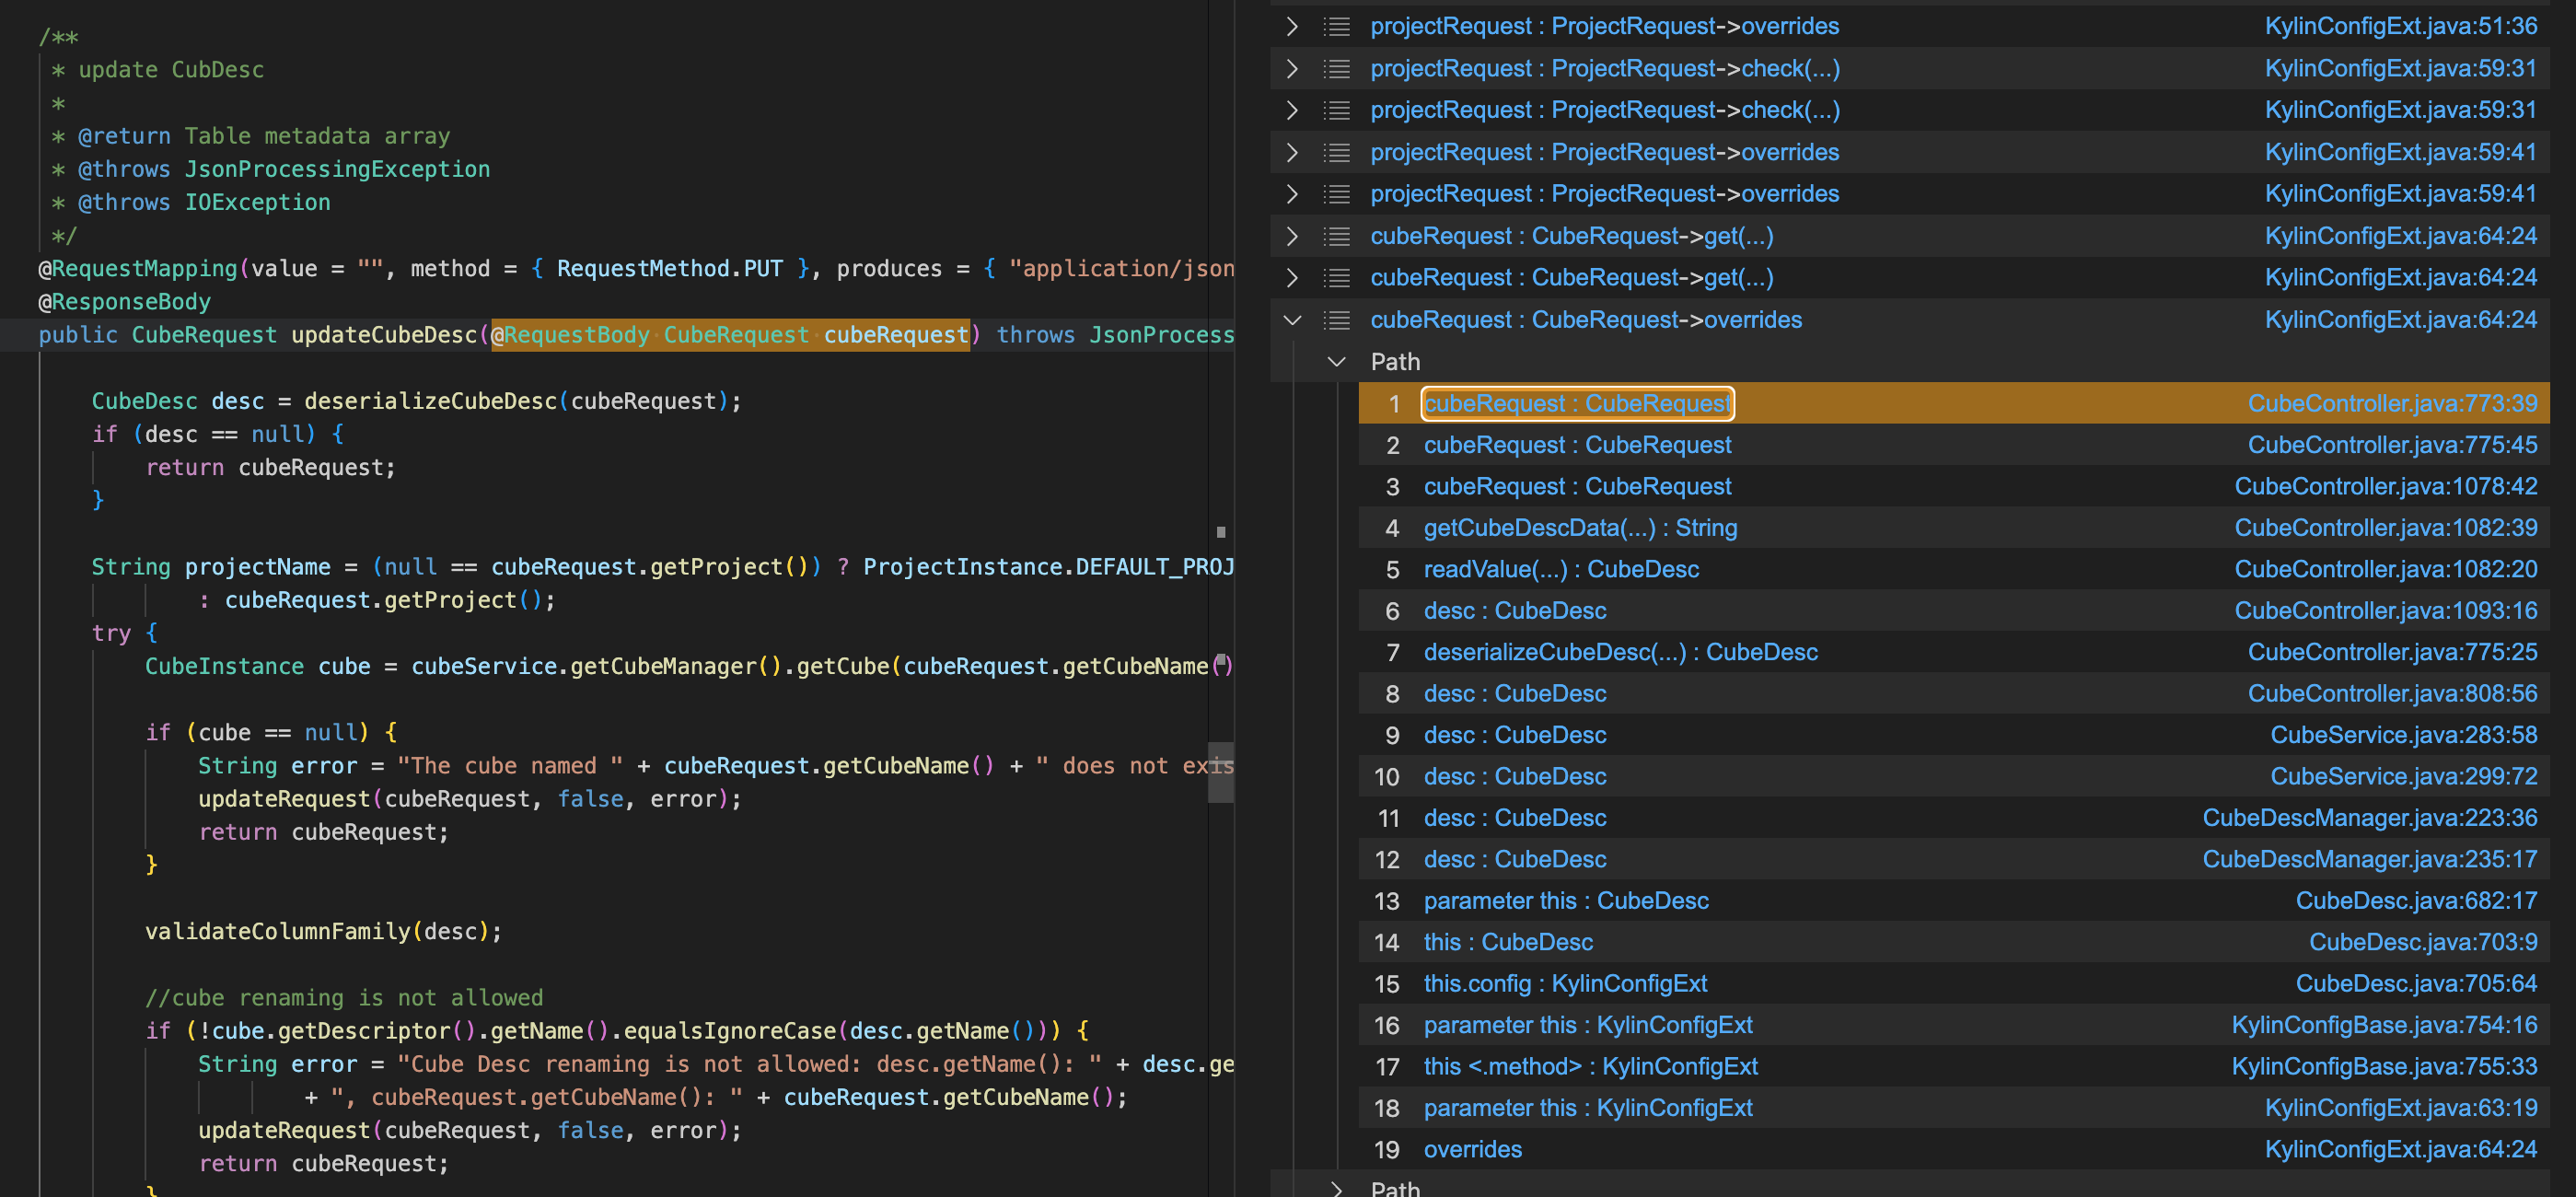 /**
* update CubDesc
*
* @return Table metadata array
* @throws JsonProcessingException
* @throws IOException
*/
@RequestMapping(value = "", method = { RequestMethod.PUT }, produces = { "application/json
@ResponseBody
public CubeRequest updateCubeDesc(@RequestBody CubeRequest cubeRequest) throws JsonProcess
CubeDesc desc = deserializeCubeDesc(cubeRequest);
if (desc == null) {
return cubeRequest;
}
String projectName = (null == cubeRequest.getProject()) ? ProjectInstance.DEFAULT_PROJ
: cubeRequest.getProject();
try {
CubeInstance cube = cubeService.getCubeManager().getCube(cubeRequest.getCubeName()
if (cube == null) {
String error = "The cube named " + cubeRequest.getCubeName() + " does not exis
updateRequest(cubeRequest, false, error);
return cubeRequest;
}
validateColumnFamily(desc);
//cube renaming is not allowed
if (!cube.getDescriptor().getName().equalsIgnoreCase(desc.getName())) {
String error = "Cube Desc renaming is not allowed: desc.getName(): " + desc.ge
+ ", cubeRequest.getCubeName(): " + cubeRequest.getCubeName();
updateRequest(cubeRequest, false, error);
return cubeRequest;
}
projectRequest : ProjectRequest->overrides KylinConfigExt.java:51:36
projectRequest : ProjectRequest->check(...) KylinConfigExt.java:59:31
projectRequest : ProjectRequest->check(...) KylinConfigExt.java:59:31
projectRequest : ProjectRequest->overrides KylinConfigExt.java:59:41
projectRequest : ProjectRequest->overrides KylinConfigExt.java:59:41
cubeRequest : CubeRequest->get(...) KylinConfigExt.java:64:24
cubeRequest : CubeRequest->get(...) KylinConfigExt.java:64:24
cubeRequest : CubeRequest->overrides KylinConfigExt.java:64:24
Path
1 cubeRequest : CubeRequest CubeController.java:773:39
2 cubeRequest : CubeRequest CubeController.java:775:45
3 cubeRequest : CubeRequest CubeController.java:1078:42
4 getCubeDescData(...) : String CubeController.java:1082:39
5 readValue(...) : CubeDesc CubeController.java:1082:20
6 desc : CubeDesc CubeController.java:1093:16
7 deserializeCubeDesc(...) : CubeDesc CubeController.java:775:25
8 desc : CubeDesc CubeController.java:808:56
9 desc : CubeDesc CubeService.java:283:58
10 desc : CubeDesc CubeService.java:299:72
11 desc : CubeDesc CubeDescManager.java:223:36
12 desc : CubeDesc CubeDescManager.java:235:17
13 parameter this : CubeDesc CubeDesc.java:682:17
14 this : CubeDesc CubeDesc.java:703:9
15 this.config : KylinConfigExt CubeDesc.java:705:64
16 parameter this : KylinConfigExt KylinConfigBase.java:754:16
17 this <.method> : KylinConfigExt KylinConfigBase.java:755:33
18 parameter this : KylinConfigExt KylinConfigExt.java:63:19
19 overrides KylinConfigExt.java:64:24
Path